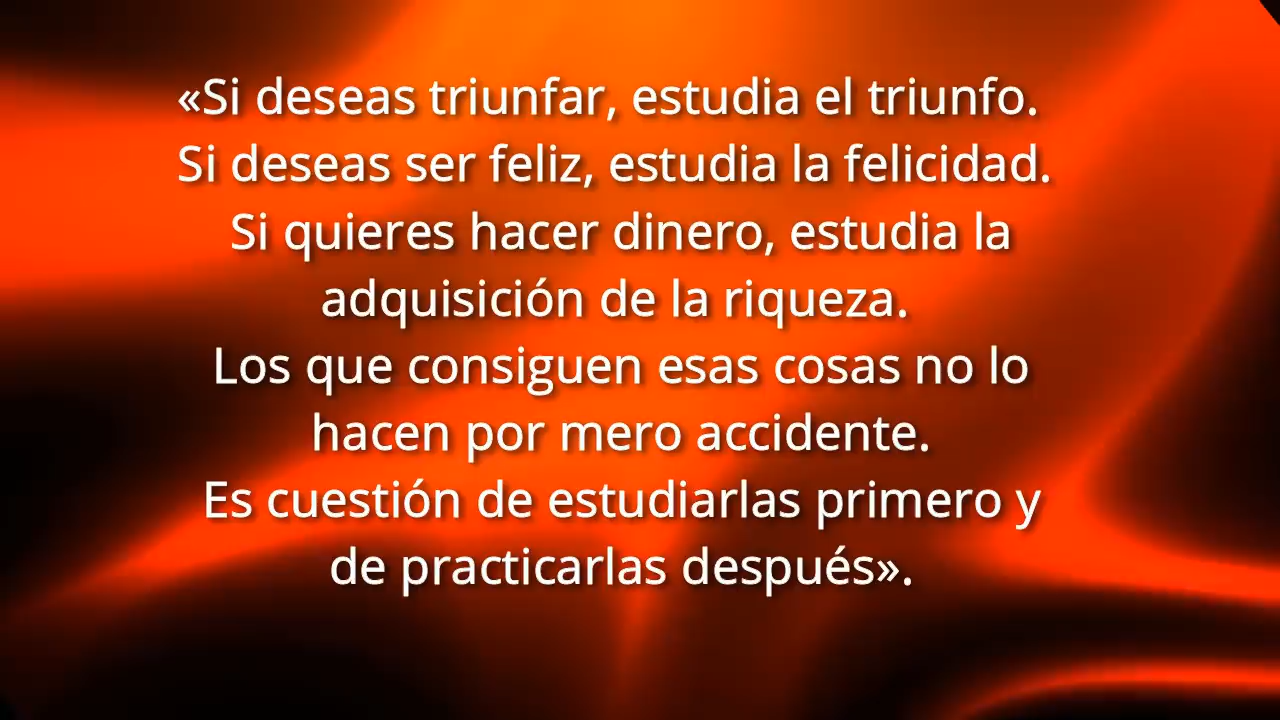 «Si deseas triunfar, estudia el triunfo.
Si deseas ser feliz, estudia la felicidad.
Si quieres hacer dinero, estudia la
adquisición de la riqueza.
Los que consiguen esas cosas no lo
hacen por mero accidente.
Es cuestión de estudiarlas primero y
de practicarlas después».